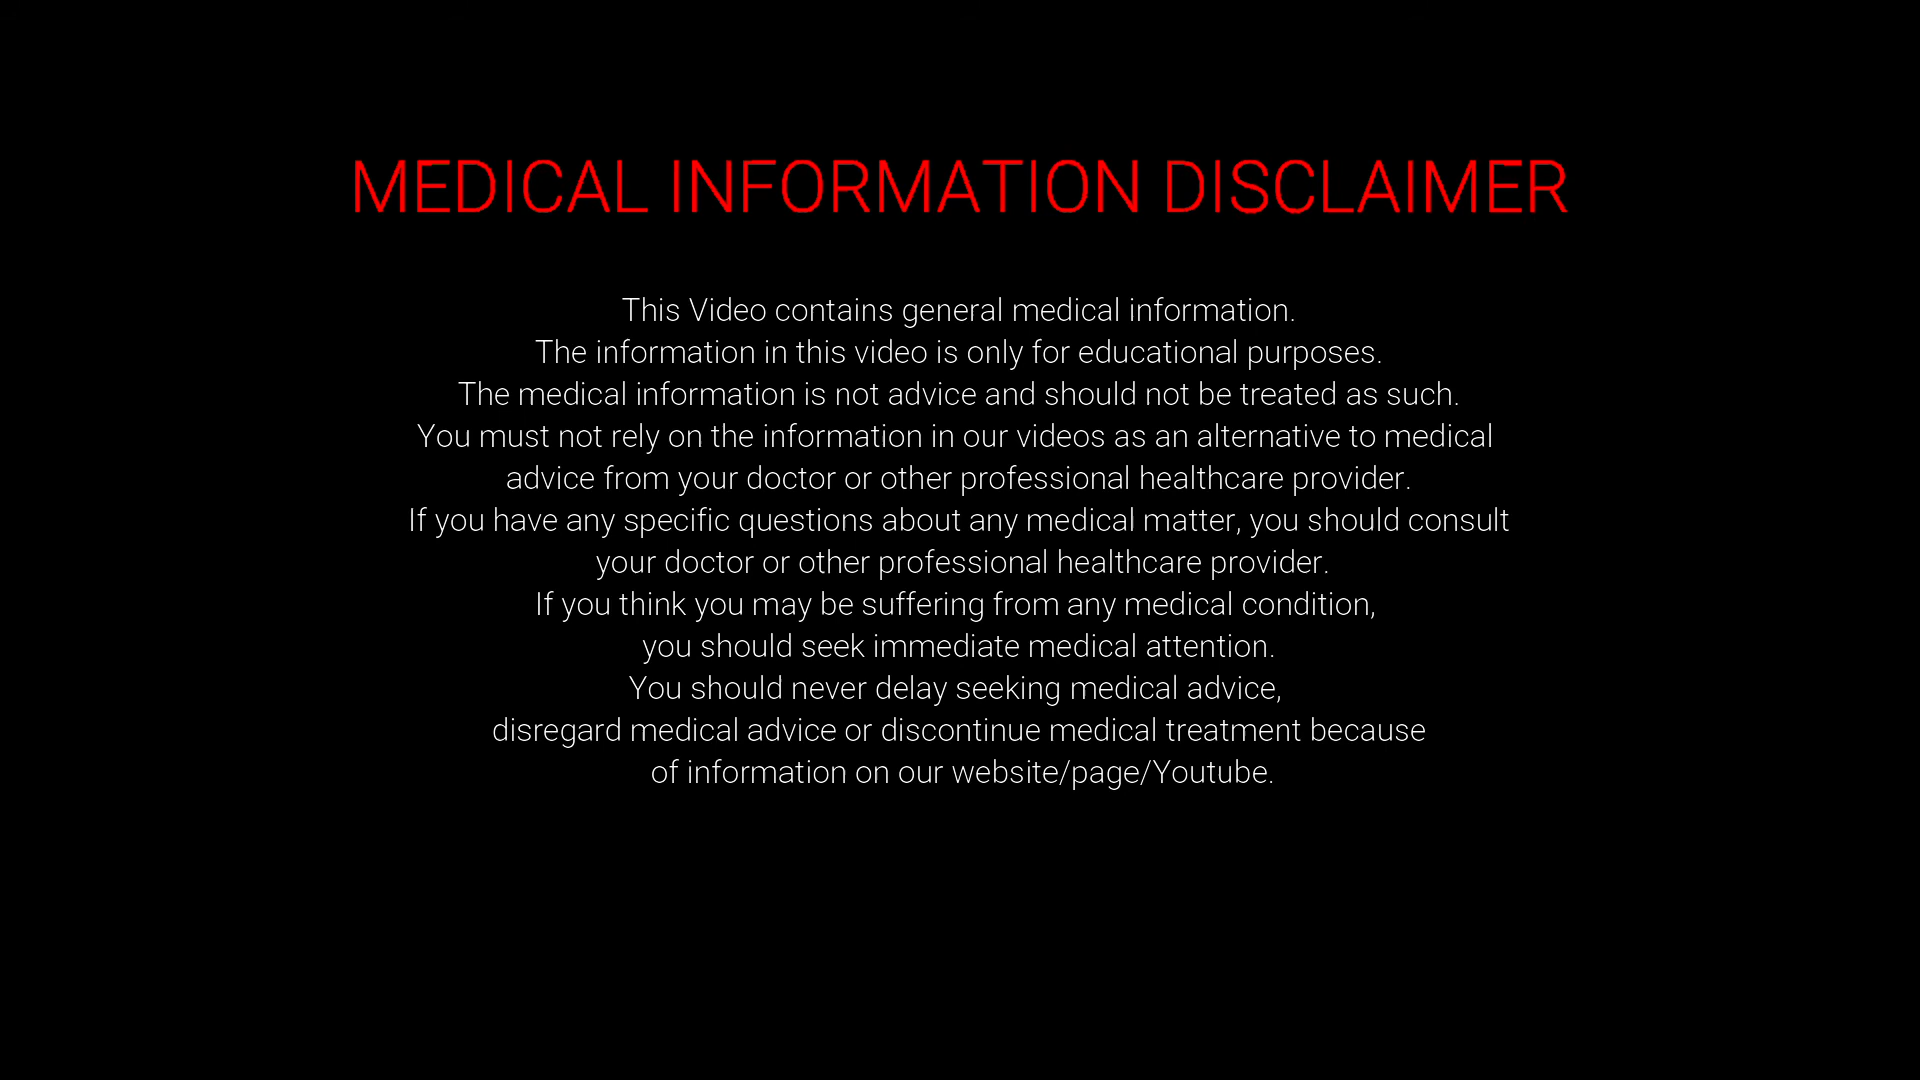 MEDICAL INFORMATION DISCLAIMER
This Video contains general medical information.
The information in this video is only for educational purposes.
The medical information is not advice and should not be treated as such.
You must not rely on the information in our videos as an alternative to medical
advice from your doctor or other professional healthcare provider.
If you have any specific questions about any medical matter, you should consult
your doctor or other professional healthcare provider.
If you think you may be suffering from any medical condition,
you should seek immediate medical attention.
You should never delay seeking medical advice,
disregard medical advice or discontinue medical treatment because
of information on our website/page/Youtube.